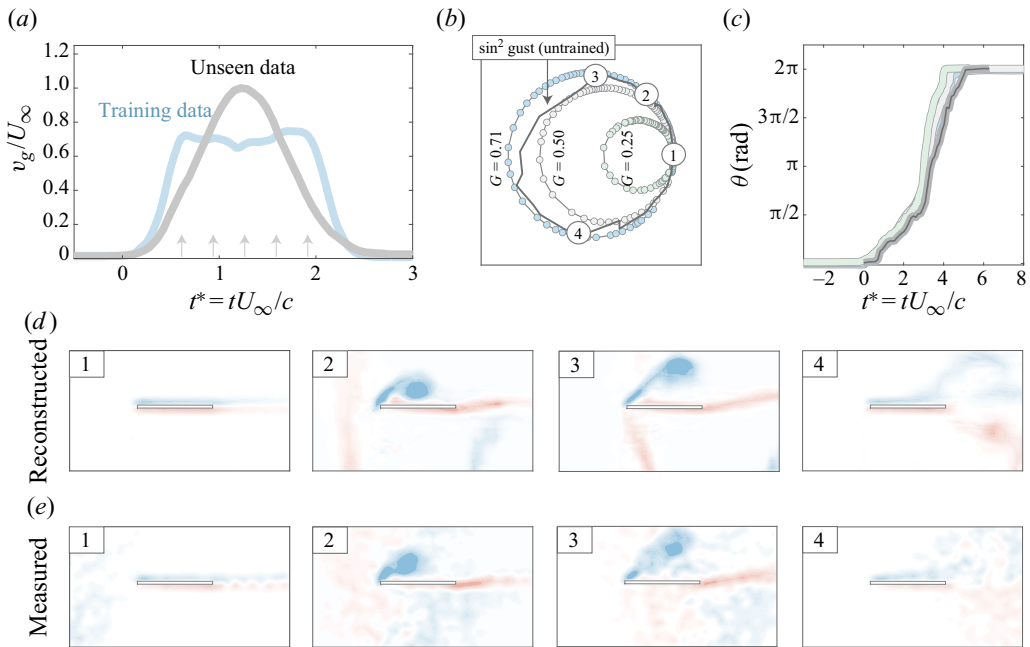 (a)
1.2
1.0
0.8
0.6
0.4
0.2
0
v_g/U_∞
Unseen data
Training data
0
1
2
3
t* = tU_∞/c
(b)
sin² gust (untrained)
3
2
1
4
G = 0.71
G = 0.50
G = 0.25
(c)
2π
3π/2
π
π/2
θ (rad)
−2
0
2
4
6
8
t* = tU_∞/c
(d)
Reconstructed
1
2
3
4
(e)
Measured
1
2
3
4